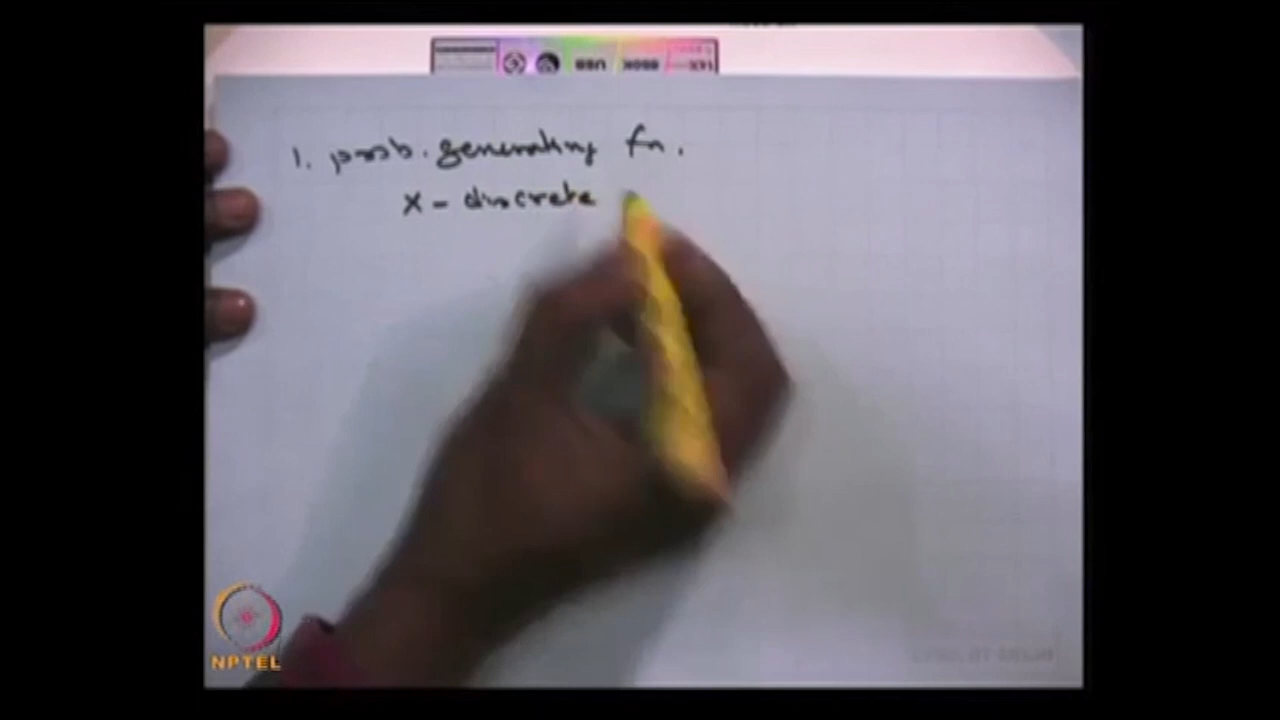 1. prob. generating fn.
X - discrete
NPTEL